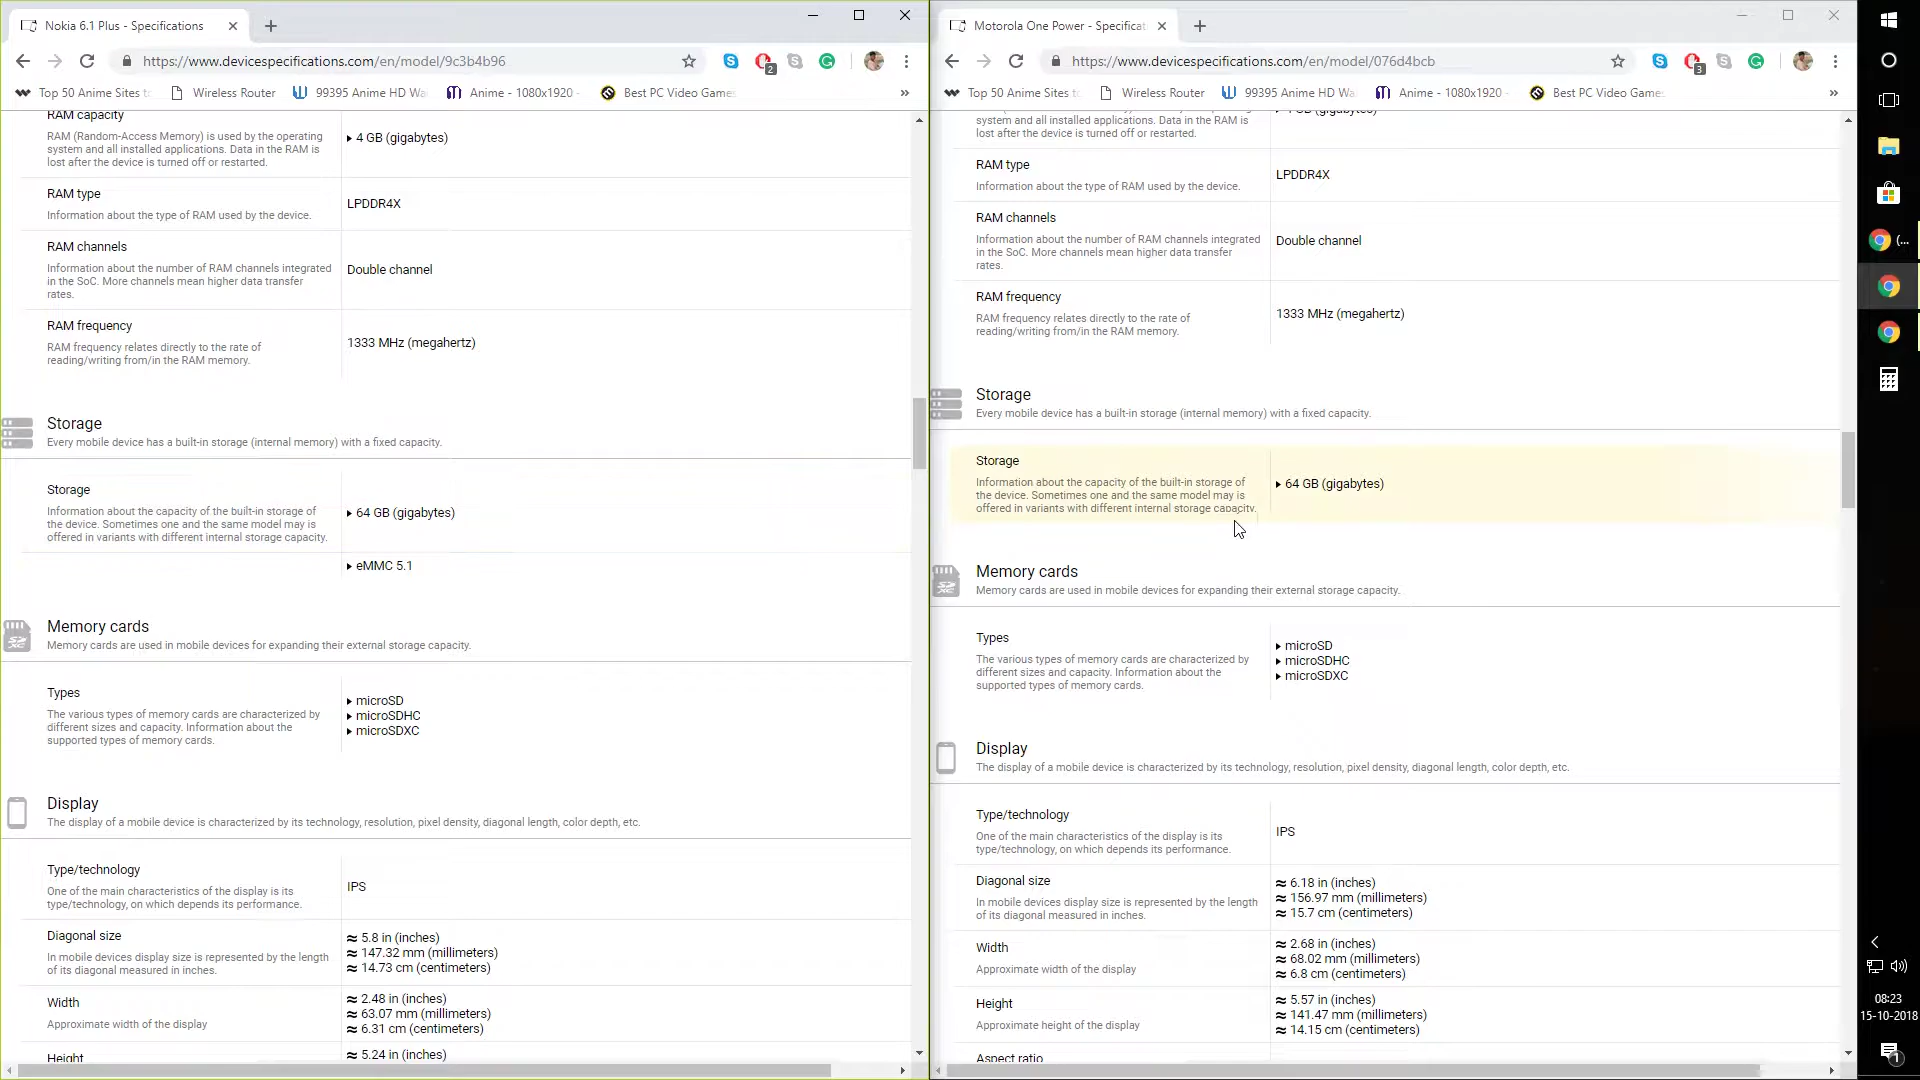 Nokia 6.1 Plus - Specifications
https://www.devicespecifications.com/en/model/9c3b4b96
2
Top 50 Anime Sites to
Wireless Router
99395 Anime HD Wa
Anime - 1080x1920 -
Best PC Video Games
»
RAM capacity
RAM (Random-Access Memory) is used by the operating
system and all installed applications. Data in the RAM is
lost after the device is turned off or restarted.
4 GB (gigabytes)
RAM type
Information about the type of RAM used by the device.
LPDDR4X
RAM channels
Information about the number of RAM channels integrated
in the SoC. More channels mean higher data transfer
rates.
Double channel
RAM frequency
RAM frequency relates directly to the rate of
reading/writing from/in the RAM memory.
1333 MHz (megahertz)
Storage
Every mobile device has a built-in storage (internal memory) with a fixed capacity.
Storage
Information about the capacity of the built-in storage of
the device. Sometimes one and the same model may is
offered in variants with different internal storage capacity.
64 GB (gigabytes)
eMMC 5.1
Memory cards
Memory cards are used in mobile devices for expanding their external storage capacity.
Types
The various types of memory cards are characterized by
different sizes and capacity. Information about the
supported types of memory cards.
microSD
microSDHC
microSDXC
Display
The display of a mobile device is characterized by its technology, resolution, pixel density, diagonal length, color depth, etc.
Type/technology
One of the main characteristics of the display is its
type/technology, on which depends its performance.
IPS
Diagonal size
In mobile devices display size is represented by the length
of its diagonal measured in inches.
≈ 5.8 in (inches)
≈ 147.32 mm (millimeters)
≈ 14.73 cm (centimeters)
Width
Approximate width of the display
≈ 2.48 in (inches)
≈ 63.07 mm (millimeters)
≈ 6.31 cm (centimeters)
Height
≈ 5.24 in (inches)
Motorola One Power - Specificat
https://www.devicespecifications.com/en/model/076d4bcb
3
Top 50 Anime Sites to
Wireless Router
99395 Anime HD Wa
Anime - 1080x1920 -
Best PC Video Games
»
system and all installed applications. Data in the RAM is
lost after the device is turned off or restarted.
RAM type
Information about the type of RAM used by the device.
LPDDR4X
RAM channels
Information about the number of RAM channels integrated
in the SoC. More channels mean higher data transfer
rates.
Double channel
RAM frequency
RAM frequency relates directly to the rate of
reading/writing from/in the RAM memory.
1333 MHz (megahertz)
Storage
Every mobile device has a built-in storage (internal memory) with a fixed capacity.
Storage
Information about the capacity of the built-in storage of
the device. Sometimes one and the same model may is
offered in variants with different internal storage capacity.
64 GB (gigabytes)
Memory cards
Memory cards are used in mobile devices for expanding their external storage capacity.
Types
The various types of memory cards are characterized by
different sizes and capacity. Information about the
supported types of memory cards.
microSD
microSDHC
microSDXC
Display
The display of a mobile device is characterized by its technology, resolution, pixel density, diagonal length, color depth, etc.
Type/technology
One of the main characteristics of the display is its
type/technology, on which depends its performance.
IPS
Diagonal size
In mobile devices display size is represented by the length
of its diagonal measured in inches.
≈ 6.18 in (inches)
≈ 156.97 mm (millimeters)
≈ 15.7 cm (centimeters)
Width
Approximate width of the display
≈ 2.68 in (inches)
≈ 68.02 mm (millimeters)
≈ 6.8 cm (centimeters)
Height
Approximate height of the display
≈ 5.57 in (inches)
≈ 141.47 mm (millimeters)
≈ 14.15 cm (centimeters)
Aspect ratio
(...
08:23
15-10-2018
1